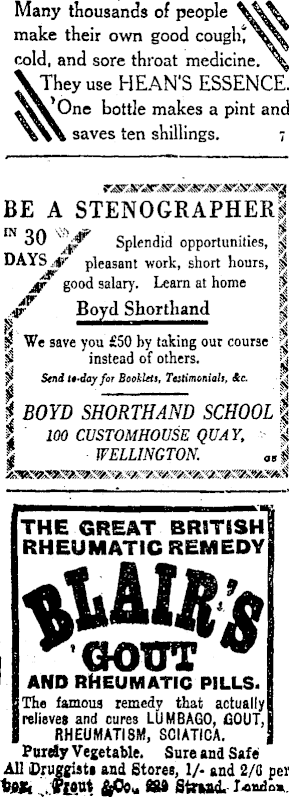 Many thousands of people
make their own good cough,
cold, and sore throat medicine.
They use HEAN'S ESSENCE.
One bottle makes a pint and
saves ten shillings. 7
BE A STENOGRAPHER
IN 30
DAYS
Splendid opportunities,
pleasant work, short hours,
good salary. Learn at home
Boyd Shorthand
We save you £50 by taking our course
instead of others.
Send to-day for Booklets, Testimonials, &c.
BOYD SHORTHAND SCHOOL
100 CUSTOMHOUSE QUAY,
WELLINGTON.
THE GREAT BRITISH
RHEUMATIC REMEDY
BLAIR'S
GOUT
AND RHEUMATIC PILLS.
The famous remedy that actually
relieves and cures LUMBAGO, GOUT,
RHEUMATISM, SCIATICA.
Purely Vegetable. Sure and Safe
All Druggists and Stores, 1/- and 2/6 per
box, Prout & Co., 229 Strand, London.